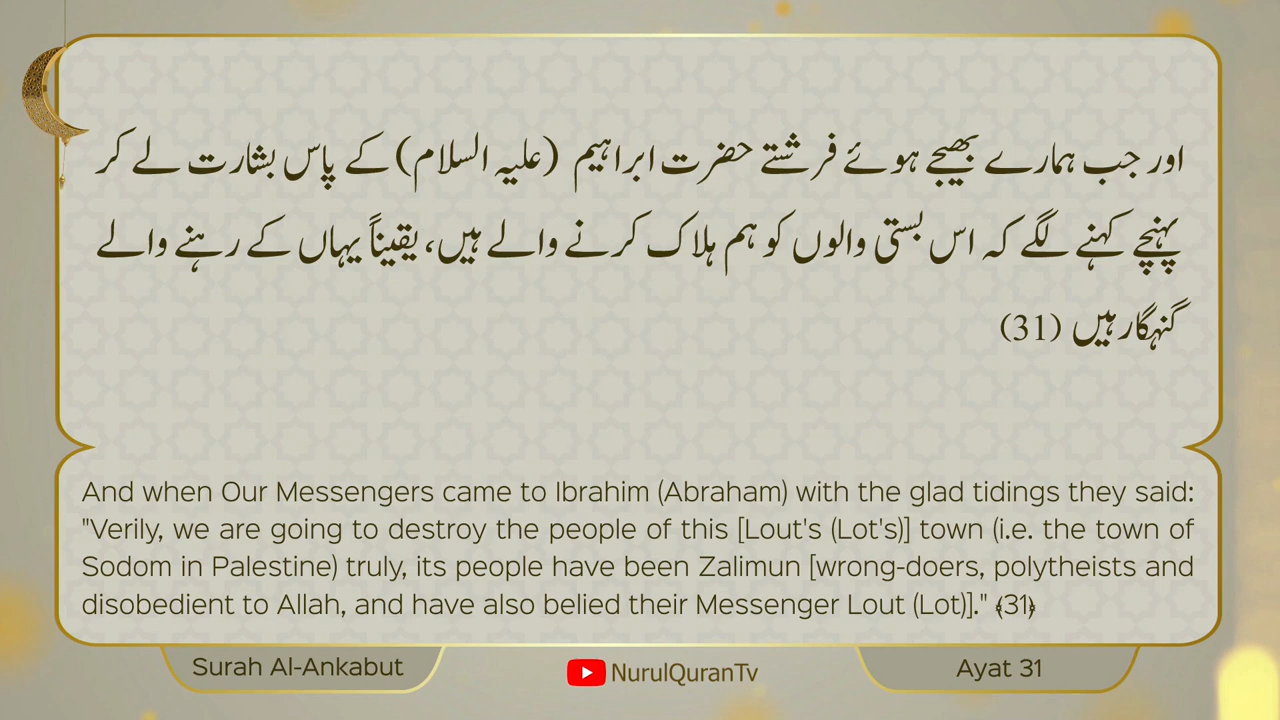 اور جب ہمارے بھیجے ہوئے فرشتے حضرت ابراہیم (علیہ السلام) کے پاس بشارت لے کر
پہنچے کہنے لگے کہ اس بستی والوں کو ہم ہلاک کرنے والے ہیں، یقیناً یہاں کے رہنے والے
گنہگار ہیں (31)
And when Our Messengers came to Ibrahim (Abraham) with the glad tidings they said:
"Verily, we are going to destroy the people of this [Lout's (Lot's)] town (i.e. the town of
Sodom in Palestine) truly, its people have been Zalimun [wrong-doers, polytheists and
disobedient to Allah, and have also belied their Messenger Lout (Lot)]." ﴾31﴿
Surah Al-Ankabut
NurulQuranTv
Ayat 31